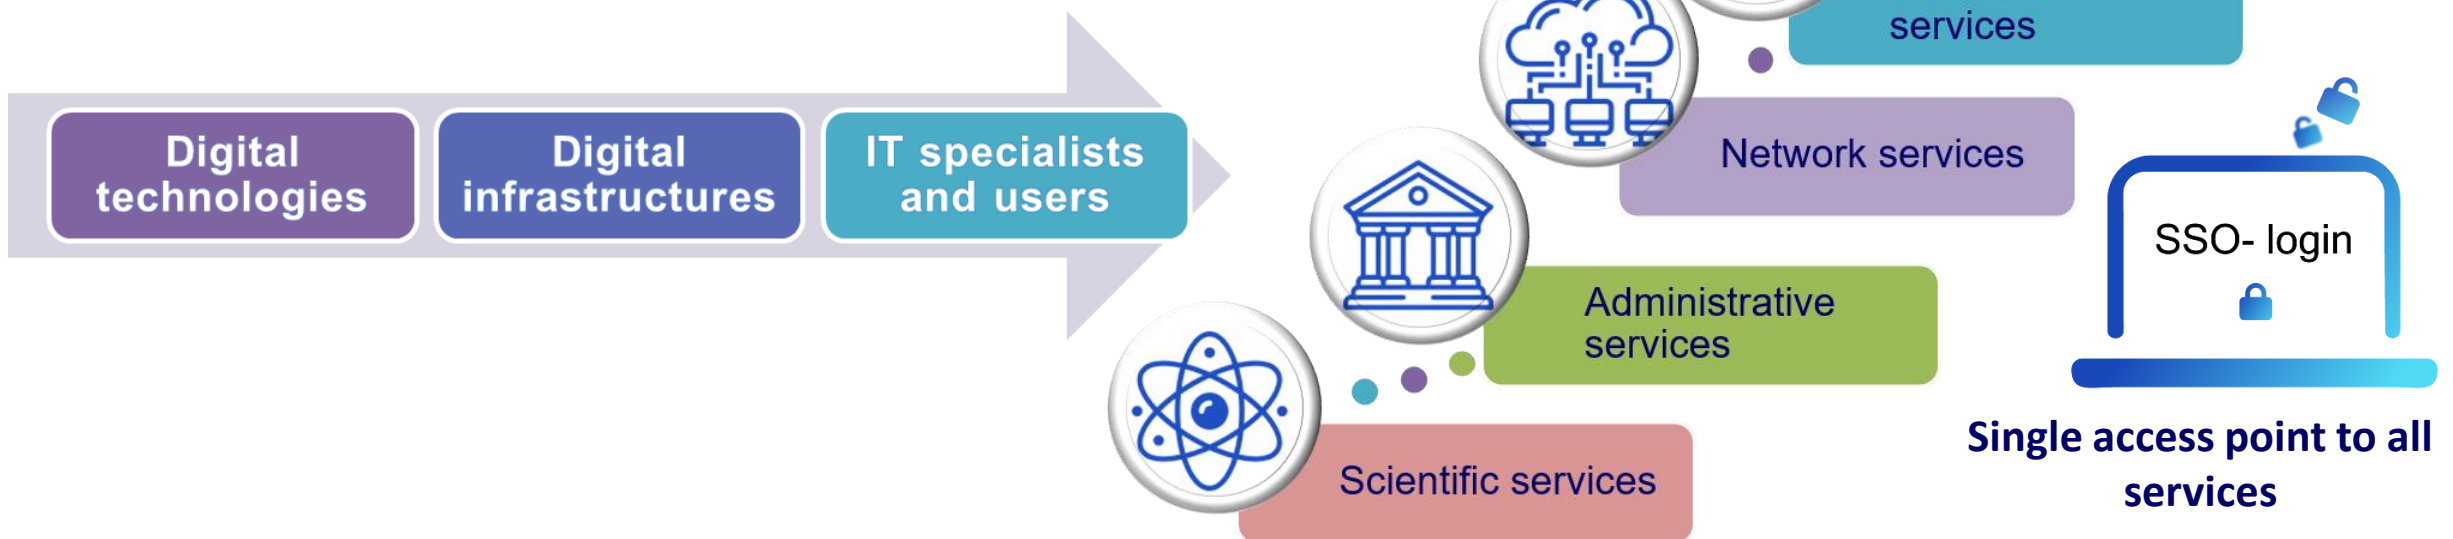 Digital
technologies
Digital
infrastructures
IT specialists
and users
services
Network services
Administrative
services
Scientific services
SSO- login
Single access point to all
services